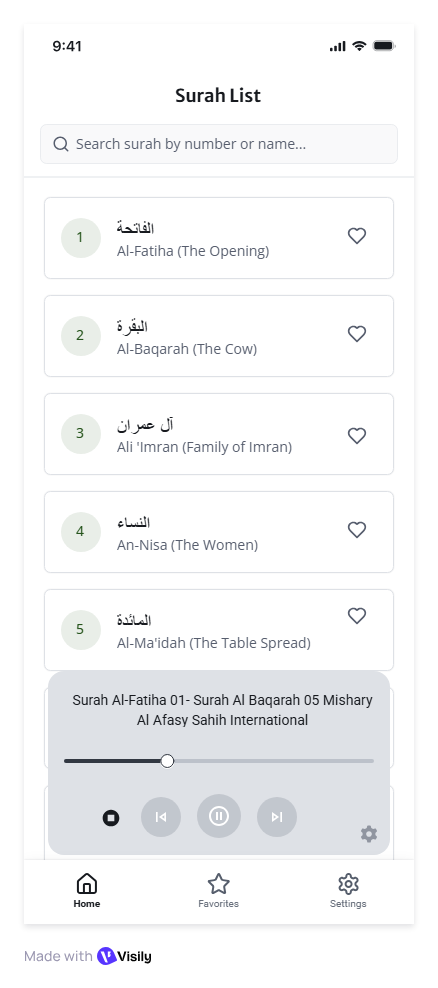 9:41
Surah List
Search surah by number or name...
1
الفاتحة
Al-Fatiha (The Opening)
2
البقرة
Al-Baqarah (The Cow)
3
آل عمران
Ali 'Imran (Family of Imran)
4
النساء
An-Nisa (The Women)
5
المائدة
Al-Ma'idah (The Table Spread)
Surah Al-Fatiha 01- Surah Al Baqarah 05 Mishary
Al Afasy Sahih International
Home
Favorites
Settings
Made with Visily